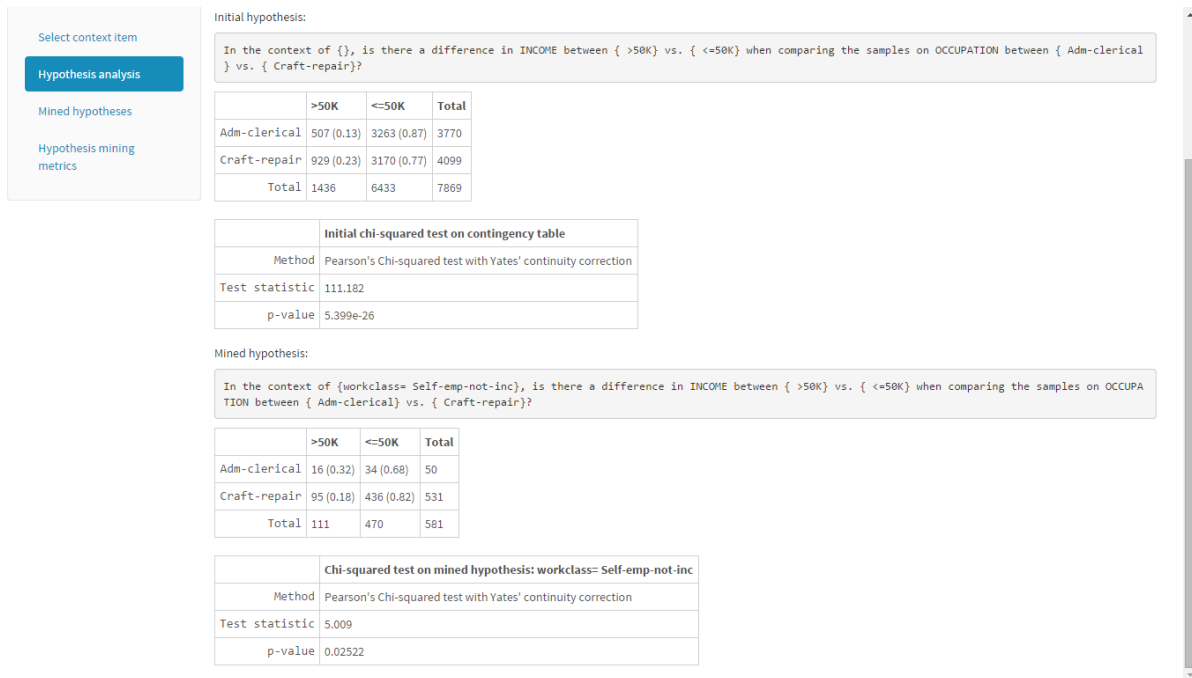 Select context item
Hypothesis analysis
Mined hypotheses
Hypothesis mining
metrics
Initial hypothesis:
In the context of {}, is there a difference in INCOME between { >50K} vs. { <=50K} when comparing the samples on OCCUPATION between { Adm-clerical
} vs. { Craft-repair}?
>50K <=50K Total
Adm-clerical 507 (0.13) 3263 (0.87) 3770
Craft-repair 929 (0.23) 3170 (0.77) 4099
Total 1436 6433 7869
Initial chi-squared test on contingency table
Method Pearson's Chi-squared test with Yates' continuity correction
Test statistic 111.182
p-value 5.399e-26
Mined hypothesis:
In the context of {workclass= Self-emp-not-inc}, is there a difference in INCOME between { >50K} vs. { <=50K} when comparing the samples on OCCUPA
TION between { Adm-clerical} vs. { Craft-repair}?
>50K <=50K Total
Adm-clerical 16 (0.32) 34 (0.68) 50
Craft-repair 95 (0.18) 436 (0.82) 531
Total 111 470 581
Chi-squared test on mined hypothesis: workclass= Self-emp-not-inc
Method Pearson's Chi-squared test with Yates' continuity correction
Test statistic 5.009
p-value 0.02522